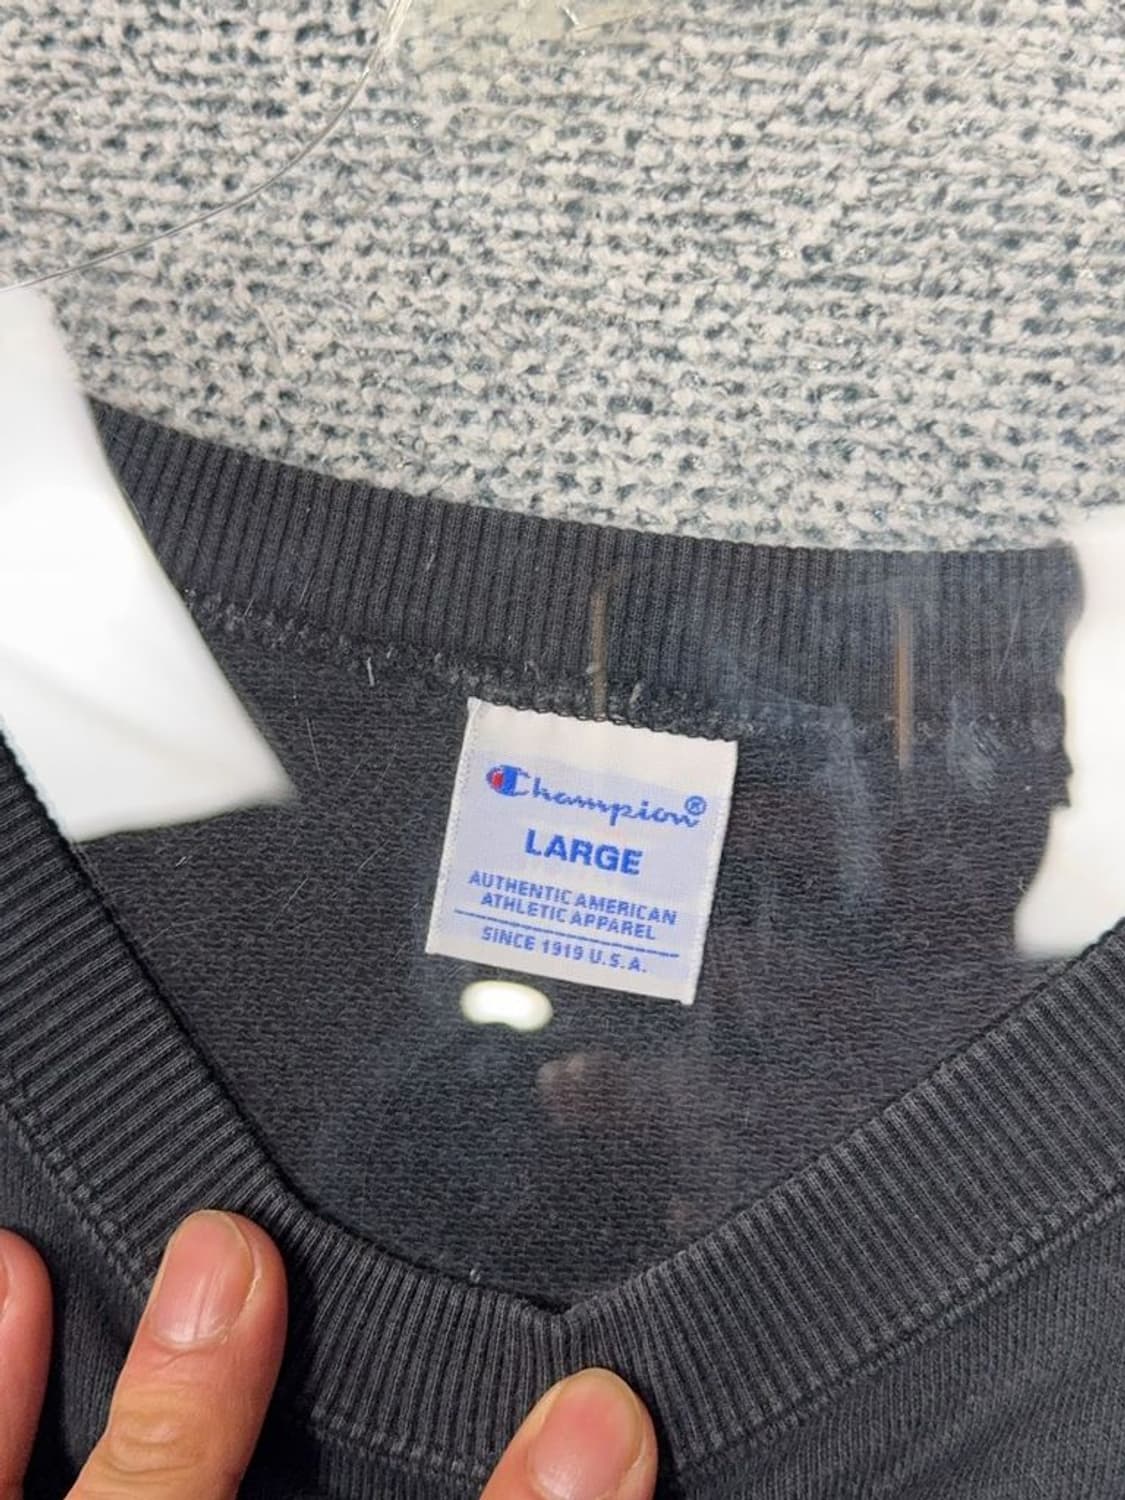 Champion®
LARGE
AUTHENTIC AMERICAN
ATHLETIC APPAREL
SINCE 1919 U.S.A.